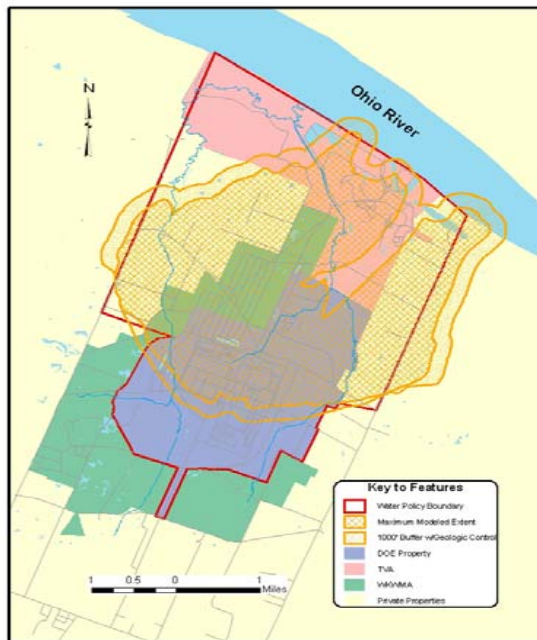 N
Ohio River
Key to Features
Water Policy Boundary
Maximum Modeled Extent
1000' Buffer w/Geologic Control
DOE Property
TVA
WKWMA
Private Properties
1 0.5 0 1
Miles